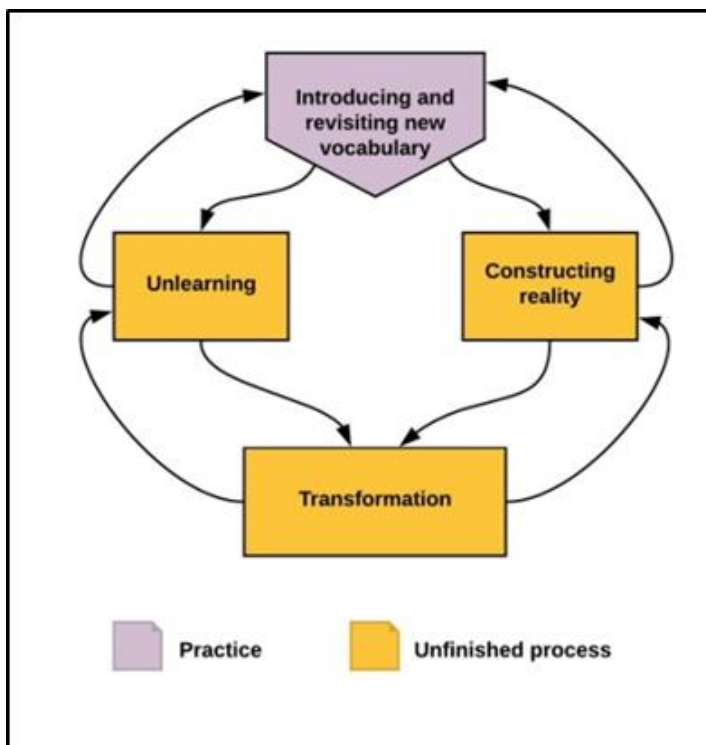 Introducing and
revisiting new
vocabulary
Unlearning
Constructing
reality
Transformation
Practice
Unfinished process